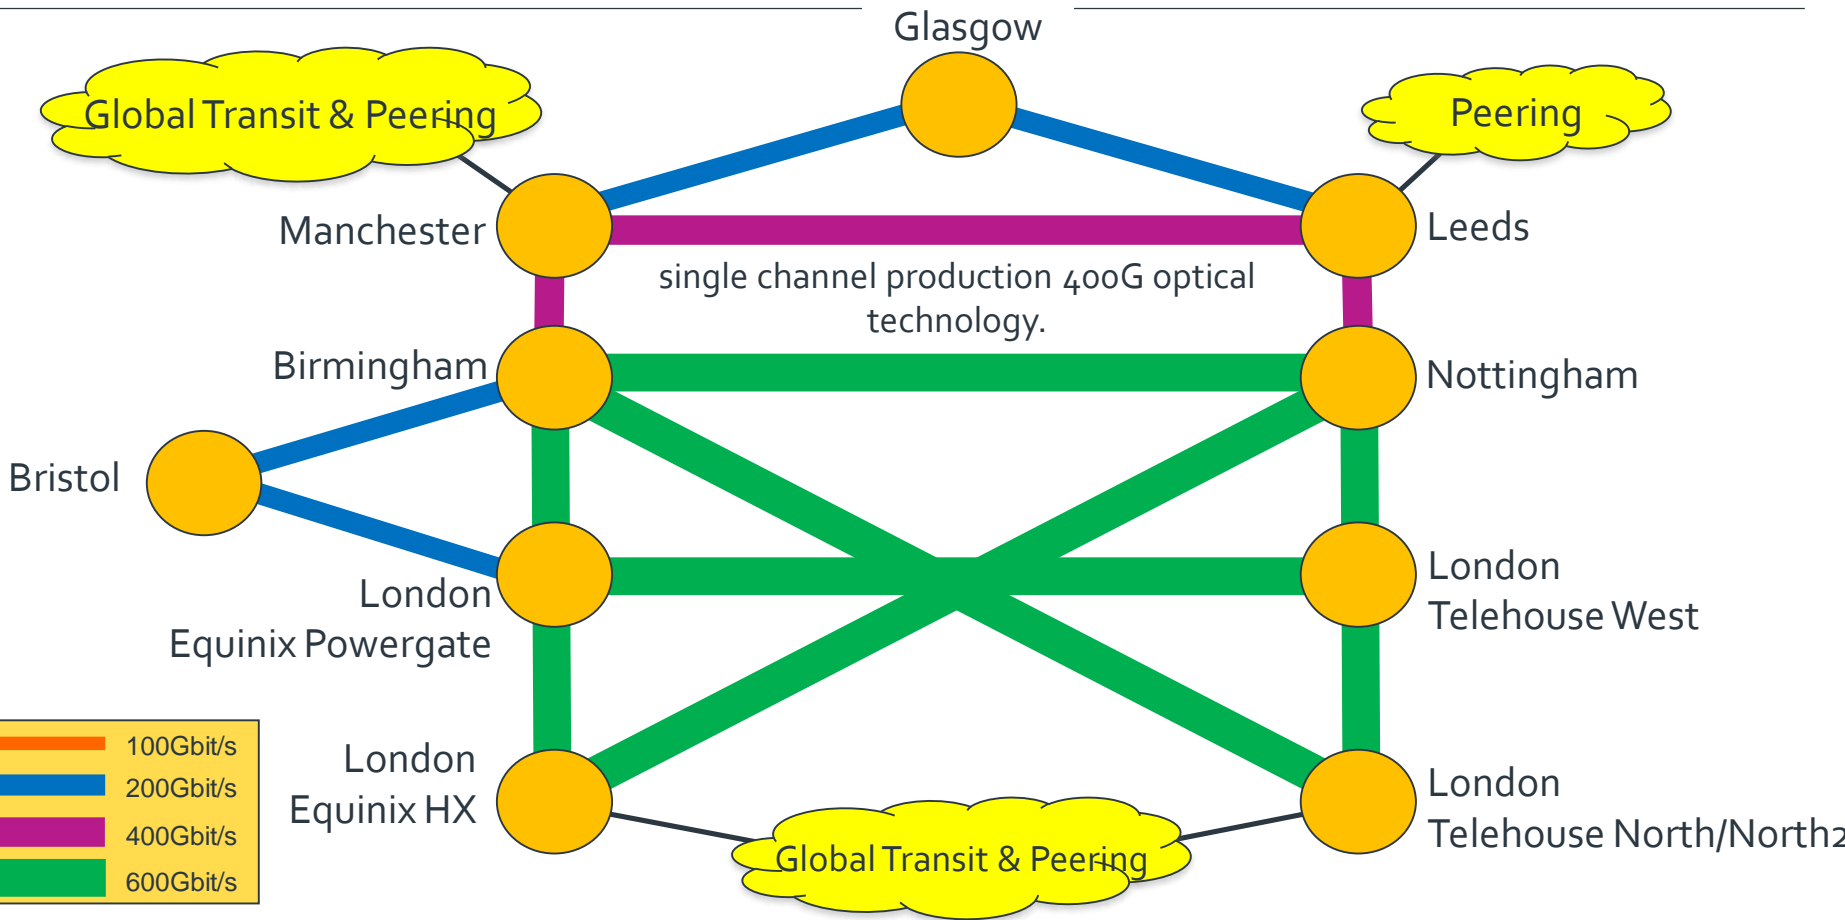 Glasgow
Global Transit & Peering
Peering
Manchester
Leeds
single channel production 400G optical
technology.
Birmingham
Nottingham
Bristol
London
Equinix Powergate
London
Telehouse West
100Gbit/s
200Gbit/s
400Gbit/s
600Gbit/s
London
Equinix HX
Global Transit & Peering
London
Telehouse North/North2